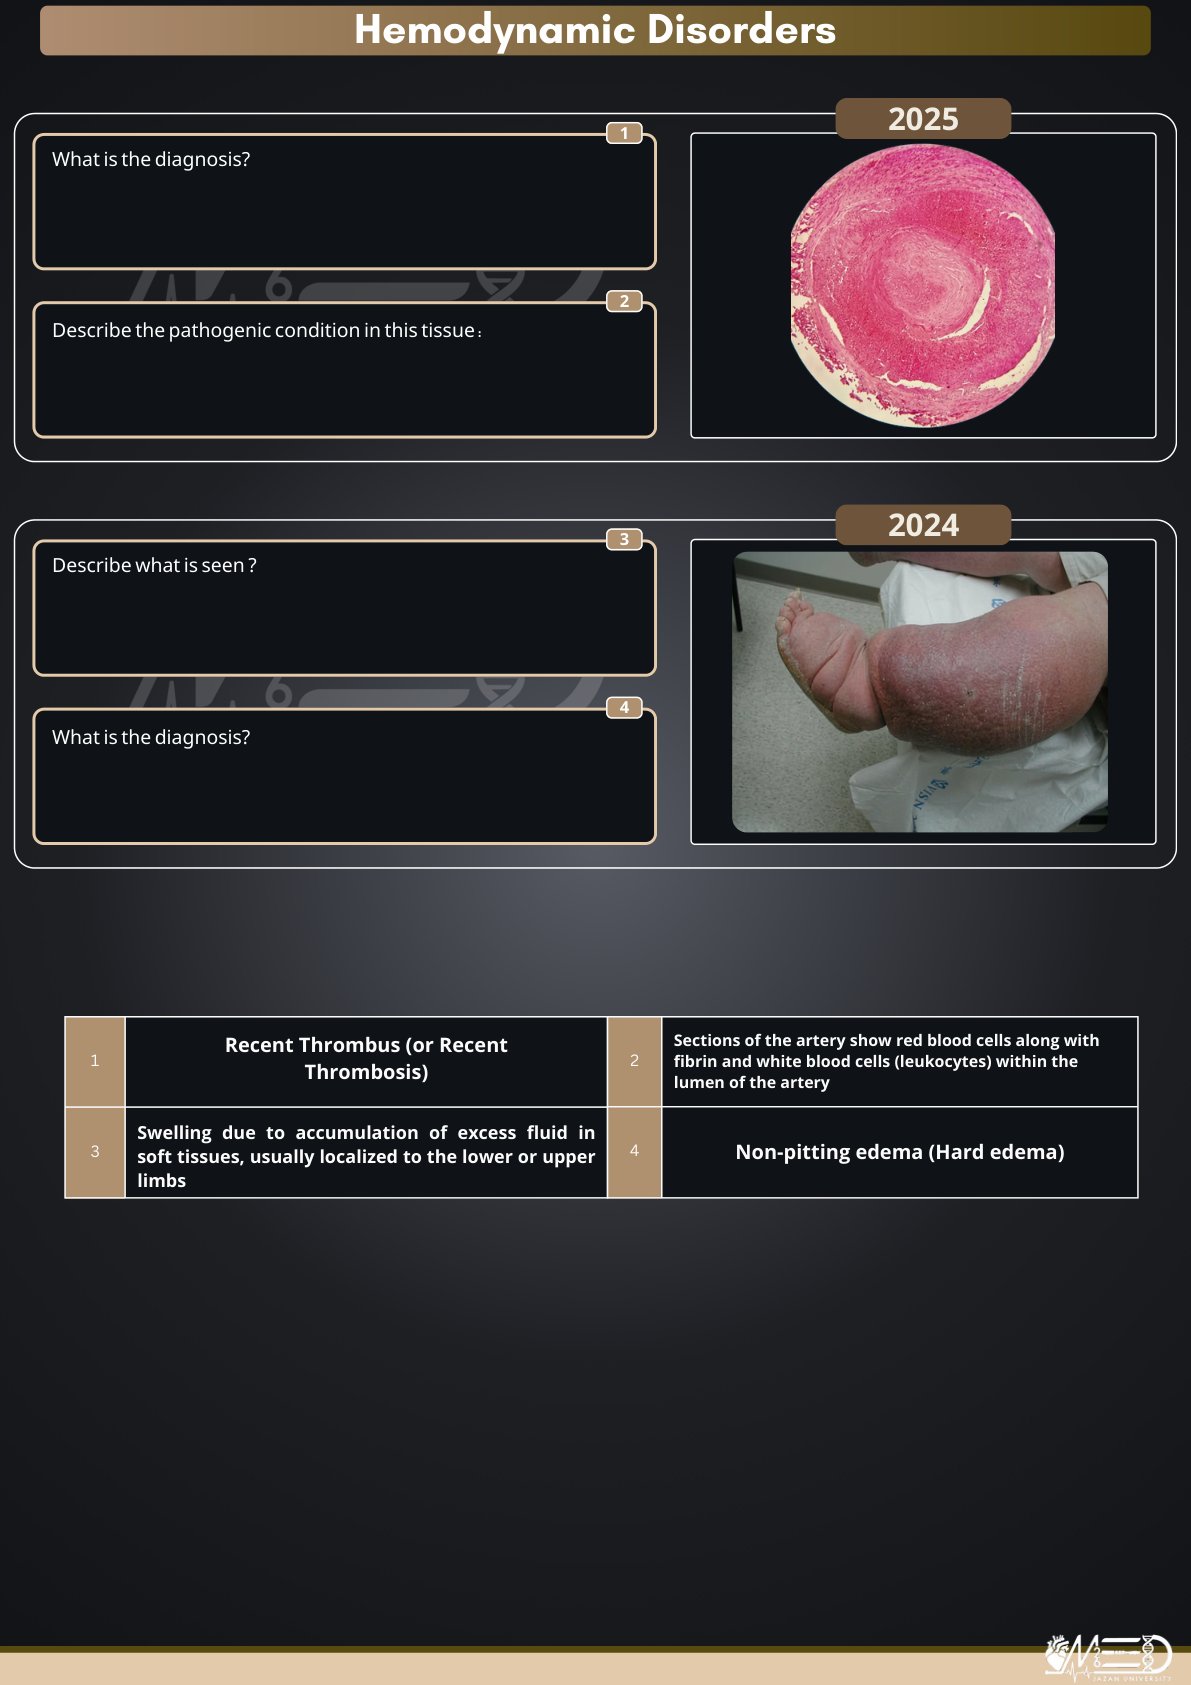 Hemodynamic Disorders
2025
1
What is the diagnosis?
2
Describe the pathogenic condition in this tissue:
2024
3
Describe what is seen ?
4
What is the diagnosis?
1
Recent Thrombus (or Recent
Thrombosis)
2
Sections of the artery show red blood cells along with
fibrin and white blood cells (leukocytes) within the
lumen of the artery
3
Swelling due to accumulation of excess fluid in
soft tissues, usually localized to the lower or upper
limbs
4
Non-pitting edema (Hard edema)
MED
JAZAN UNIVERSITY